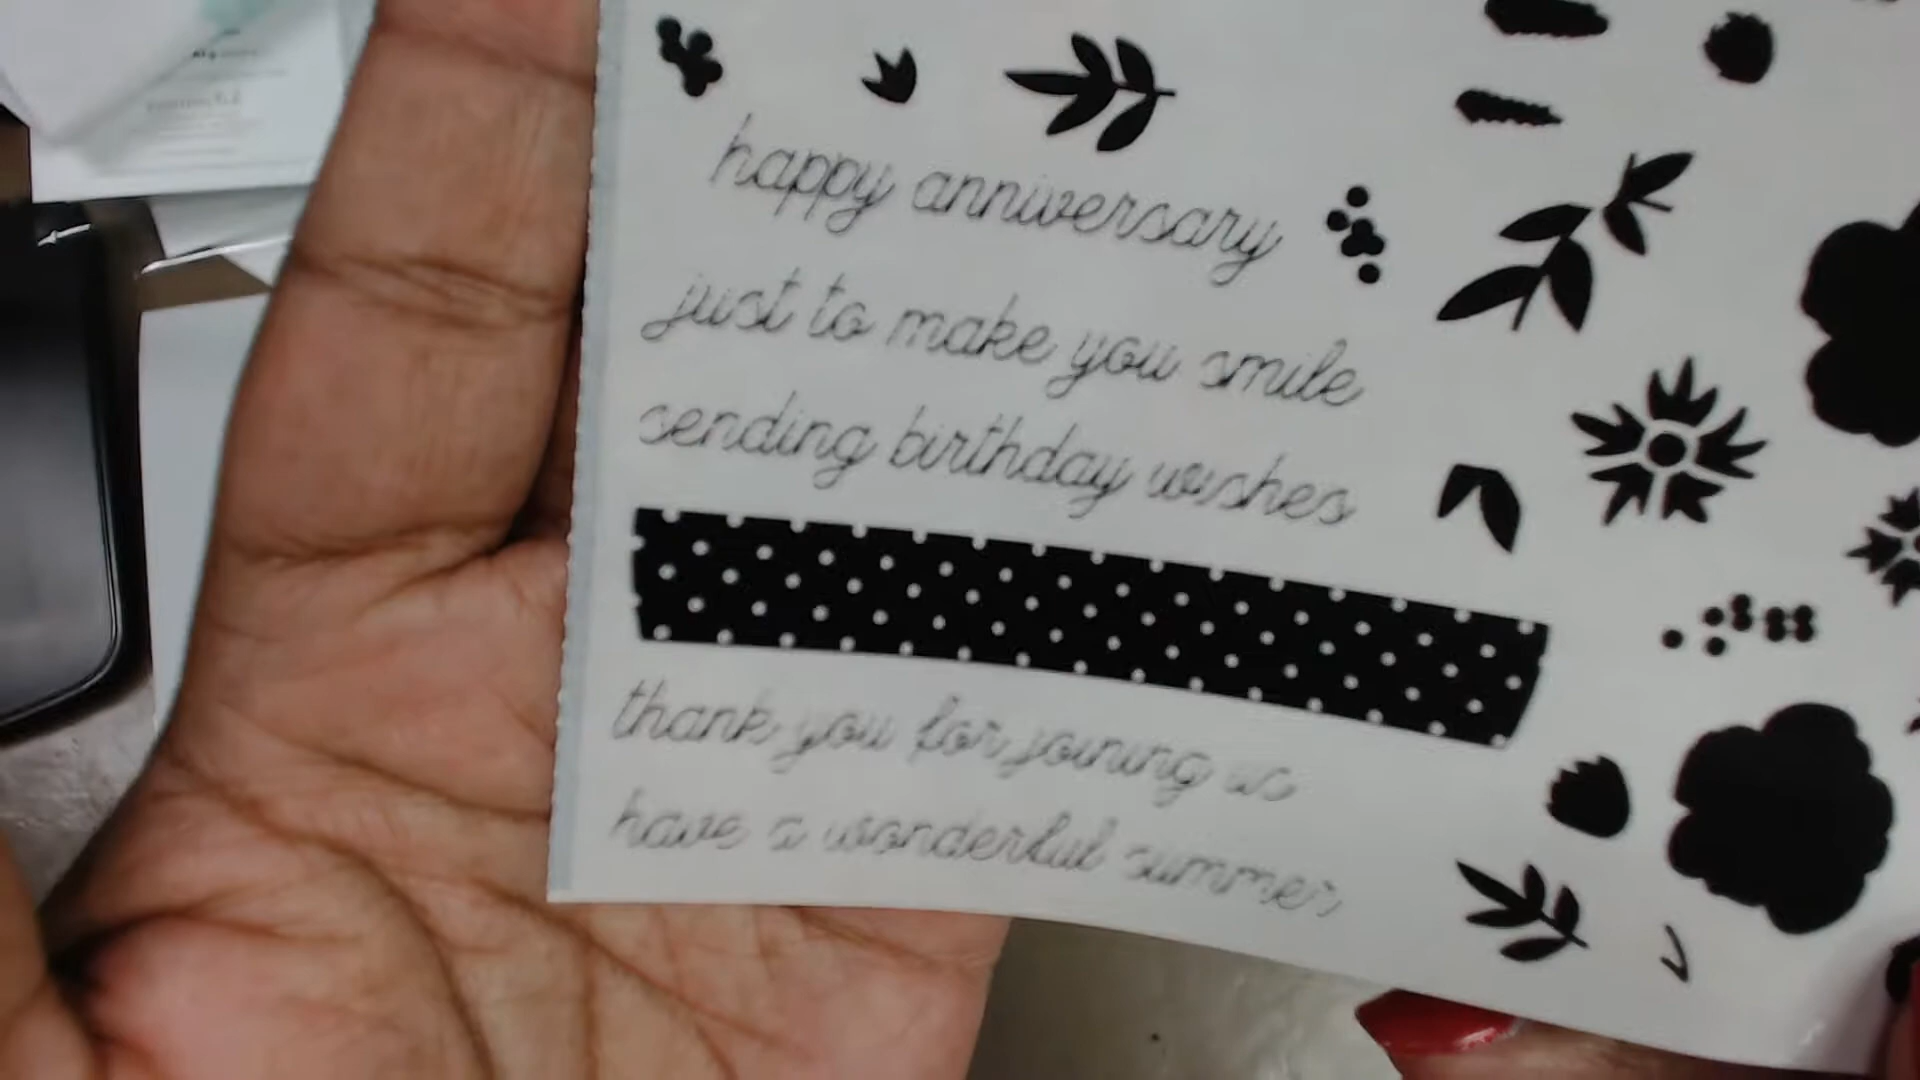 happy anniversary
just to make you smile
sending birthday wishes
thank you for joining us
have a wonderful summer